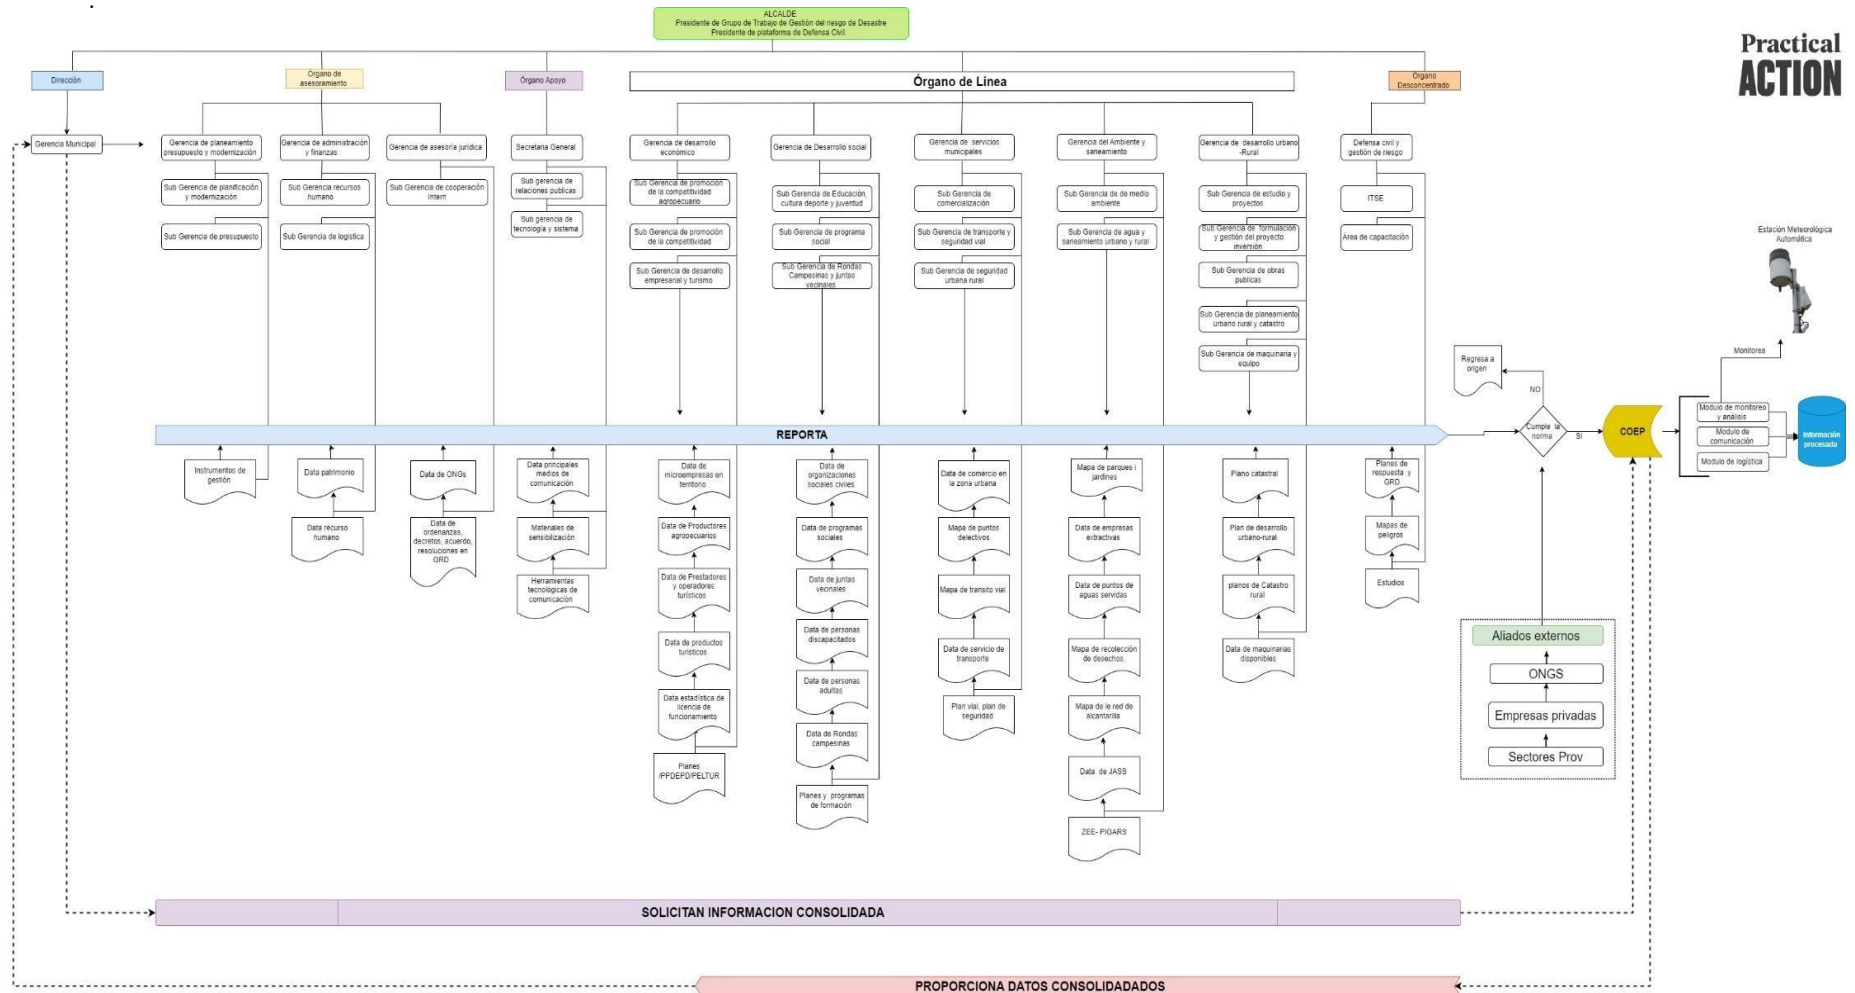 ALCALDE
Presidente de Grupo de Trabajo de Gestión del riesgo de Desastre
Presidente de plataforma de Defensa Civil.
Practical
ACTION
Dirección
Órgano de
asesoramiento
Órgano Apoyo
Órgano de Linea
Órgano
Desconcentrado
Gerencia Municipal
Gerencia de planeamiento
presupuesto y modernización
Gerencia de administración
y finanzas
Gerencia de asesoría jurídica
Secretaria General
Gerencia de desarrollo
económico
Gerencia de Desarrollo social
Gerencia de servicios
municipales
Gerencia del Ambiente y
saneamiento
Gerencia de desarrollo urbano
-Rural
Defensa civil y
gestión de riesgo
Sub Gerencia de planificación
y modernización
Sub Gerencia recursos
humano
Sub Gerencia de cooperación
Intern
Sub gerencia de
relaciones publicas
Sub Gerencia de promoción
de la competitividad
agropecuario
Sub Gerencia de Educación,
cultura deporte y juventud
Sub Gerencia de
comercialización
Sub Gerencia de de medio
ambiente
Sub Gerencia de estudio y
proyectos
ITSE
Sub Gerencia de presupuesto
Sub Gerencia de logística
Sub gerencia de
tecnología y sistema
Sub Gerencia de promoción
de la competitividad
Sub Gerencia de programa
social
Sub Gerencia de transporte y
seguridad vial
Sub Gerencia de agua y
saneamiento urbano y rural
Sub Gerencia de formulación
y gestión del proyecto
inversión
Área de capacitación
Sub Gerencia de desarrollo
empresarial y turismo
Sub Gerencia de Rondas
Campesinas y juntas
vecinales
Sub Gerencia de seguridad
urbana rural
Sub Gerencia de obras
publicas
Sub Gerencia de planeamiento
urbano rural y catastro
Sub Gerencia de maquinaria y
equipo
Estación Meteorológica
Automática
Monitorea
Regresa a
origen
NO
REPORTA
Cumple la
norma
SI
COEP
Modulo de monitoreo
y análisis
Modulo de
comunicación
Modulo de logística
Información
procesada
Instrumentos de
gestión
Data patrimonio
Data recurso
humano
Data de ONGs
Data de
ordenanzas,
decretos, acuerdo,
resoluciones en
GRD
Data principales
medios de
comunicación
Materiales de
sensibilización
Herramientas
tecnológicas de
comunicación
Data de
microempresas en
territorio
Data de Productores
agropecuarios
Data de Prestadores
y operadores
turísticos
Data de productos
turísticos
Data estadística de
licencia de
funcionamiento
Planes
/PPDEPD/PELTUR
Data de
organizaciones
sociales civiles
Data de programas
sociales
Data de juntas
vecinales
Data de personas
discapacitados
Data de personas
adultas
Data de Rondas
campesinas
Planes y programas
de formación
Data de comercio en
la zona urbana
Mapa de puntos
delectivos
Mapa de transito vial
Data de servicio de
transporte
Plan vial, plan de
seguridad
Mapa de parques i
jardines
Data de empresas
extractivas
Data de puntos de
aguas servidas
Mapa de recolección
de desechos.
Mapa de le red de
alcantarilla
Data de JASS
ZEE- PIGARS
Plano catastral
Plan de desarrollo
urbano-rural
planos de Catastro
rural
Data de maquinarias
disponibles
Planes de
respuesta y
GRD
Mapas de
peligros
Estudios
Aliados externos
ONGS
Empresas privadas
Sectores Prov
SOLICITAN INFORMACION CONSOLIDADA
PROPORCIONA DATOS CONSOLIDADADOS